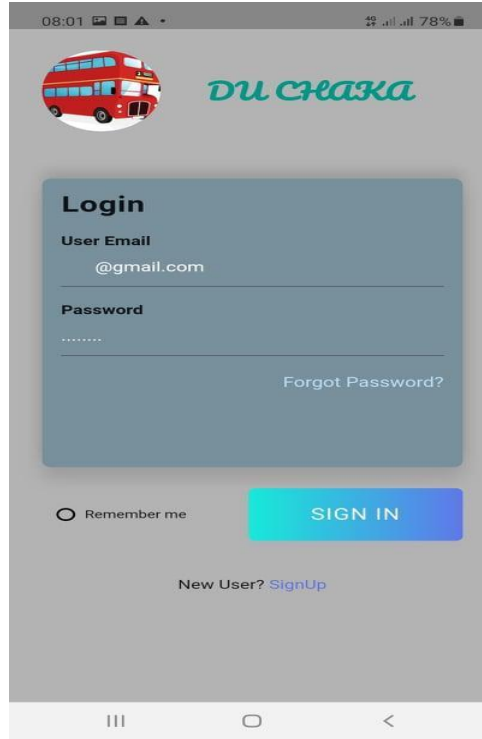 08:01 78%
DU CHAKA
Login
User Email
@gmail.com
Password
........
Forgot Password?
Remember me
SIGN IN
New User? SignUp